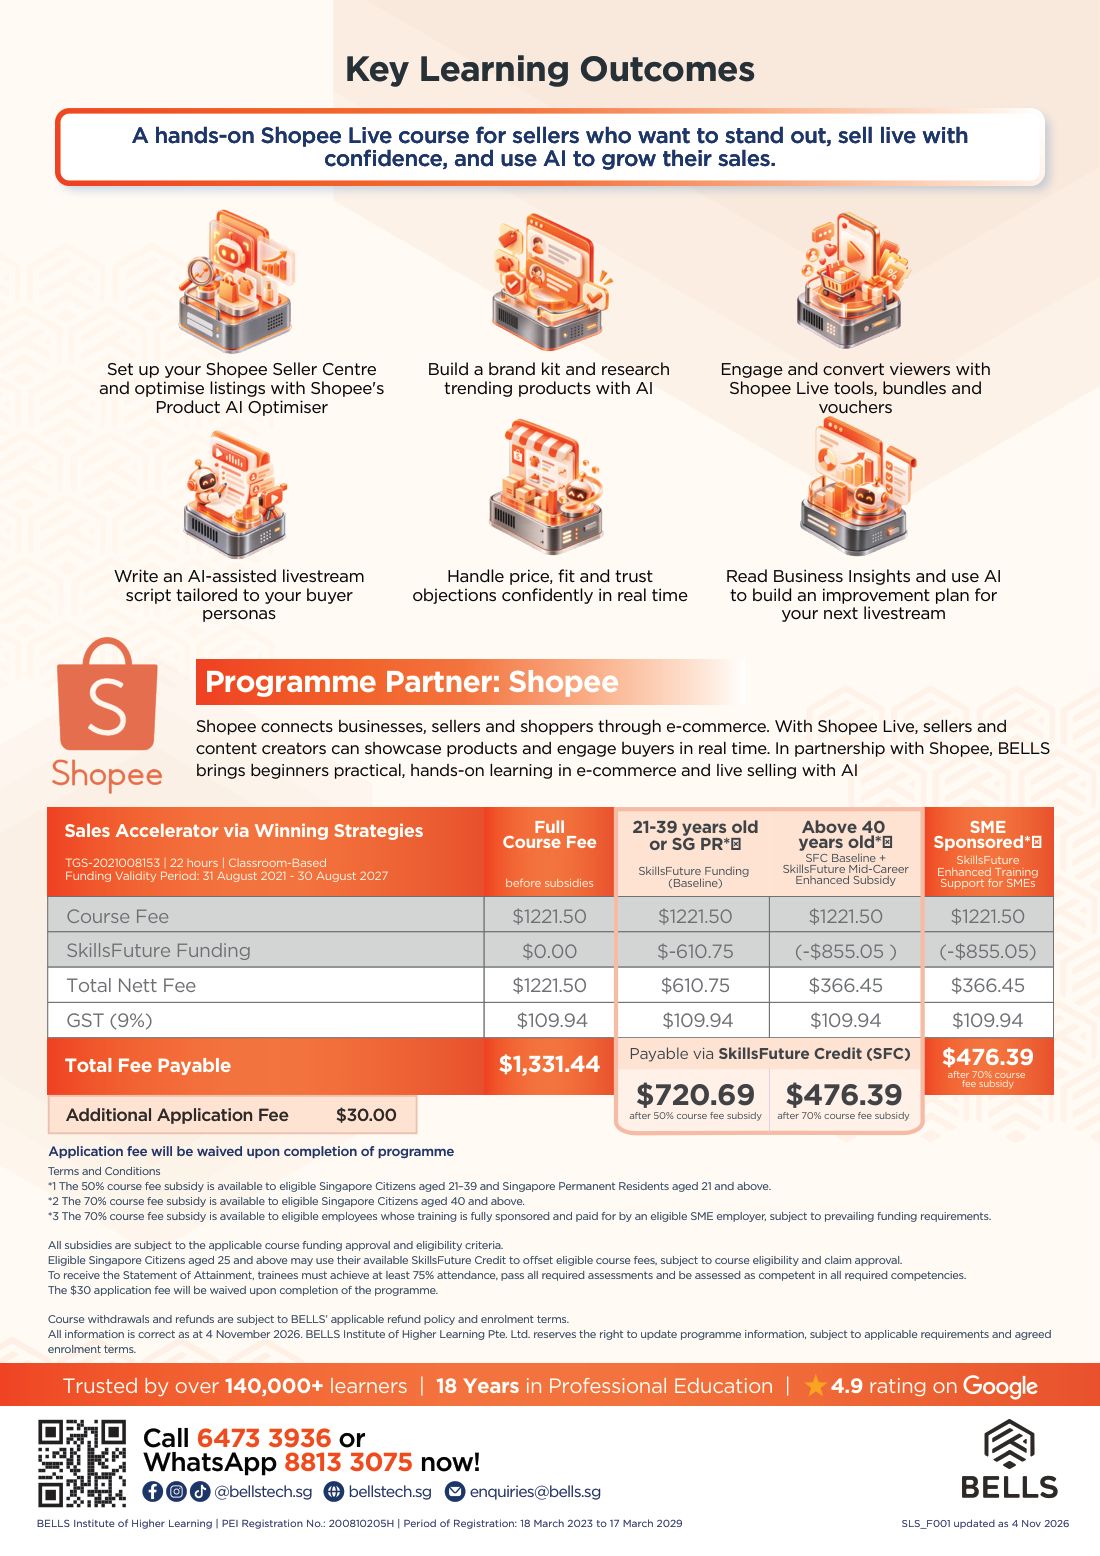 Key Learning Outcomes
A hands-on Shopee Live course for sellers who want to stand out, sell live with
confidence, and use AI to grow their sales.
Set up your Shopee Seller Centre
and optimise listings with Shopee's
Product AI Optimiser
Build a brand kit and research
trending products with AI
Engage and convert viewers with
Shopee Live tools, bundles and
vouchers
Write an AI-assisted livestream
script tailored to your buyer
personas
Handle price, fit and trust
objections confidently in real time
Read Business Insights and use AI
to build an improvement plan for
your next livestream
Shopee
Programme Partner: Shopee
Shopee connects businesses, sellers and shoppers through e-commerce. With Shopee Live, sellers and
content creators can showcase products and engage buyers in real time. In partnership with Shopee, BELLS
brings beginners practical, hands-on learning in e-commerce and live selling with AI
Sales Accelerator via Winning Strategies
TGS-2021008153 | 22 hours | Classroom-Based
Funding Validity Period: 31 August 2021 - 30 August 2027
Full
Course Fee
before subsidies
21-39 years old
or SG PR*
SkillsFuture Funding
(Baseline)
Above 40
years old*
SFC Baseline +
SkillsFuture Mid-Career
Enhanced Subsidy
SME
Sponsored*
SkillsFuture
Enhanced Training
Support for SMEs
Course Fee $1221.50 $1221.50 $1221.50 $1221.50
SkillsFuture Funding $0.00 $-610.75 (-$855.05 ) (-$855.05)
Total Nett Fee $1221.50 $610.75 $366.45 $366.45
GST (9%) $109.94 $109.94 $109.94 $109.94
Total Fee Payable $1,331.44
Payable via SkillsFuture Credit (SFC)
$720.69
after 50% course fee subsidy
$476.39
after 70% course fee subsidy
$476.39
after 70% course
fee subsidy
Additional Application Fee $30.00
Application fee will be waived upon completion of programme
Terms and Conditions
*1 The 50% course fee subsidy is available to eligible Singapore Citizens aged 21–39 and Singapore Permanent Residents aged 21 and above.
*2 The 70% course fee subsidy is available to eligible Singapore Citizens aged 40 and above.
*3 The 70% course fee subsidy is available to eligible employees whose training is fully sponsored and paid for by an eligible SME employer, subject to prevailing funding requirements.
All subsidies are subject to the applicable course funding approval and eligibility criteria.
Eligible Singapore Citizens aged 25 and above may use their available SkillsFuture Credit to offset eligible course fees, subject to course eligibility and claim approval.
To receive the Statement of Attainment, trainees must achieve at least 75% attendance, pass all required assessments and be assessed as competent in all required competencies.
The $30 application fee will be waived upon completion of the programme.
Course withdrawals and refunds are subject to BELLS' applicable refund policy and enrolment terms.
All information is correct as at 4 November 2026. BELLS Institute of Higher Learning Pte. Ltd. reserves the right to update programme information, subject to applicable requirements and agreed
enrolment terms.
Trusted by over 140,000+ learners | 18 Years in Professional Education | 4.9 rating on Google
Call 6473 3936 or
WhatsApp 8813 3075 now!
@bellstech.sg bellstech.sg enquiries@bells.sg
BELLS
BELLS Institute of Higher Learning | PEI Registration No.: 200810205H | Period of Registration: 18 March 2023 to 17 March 2029
SLS_F001 updated as 4 Nov 2026